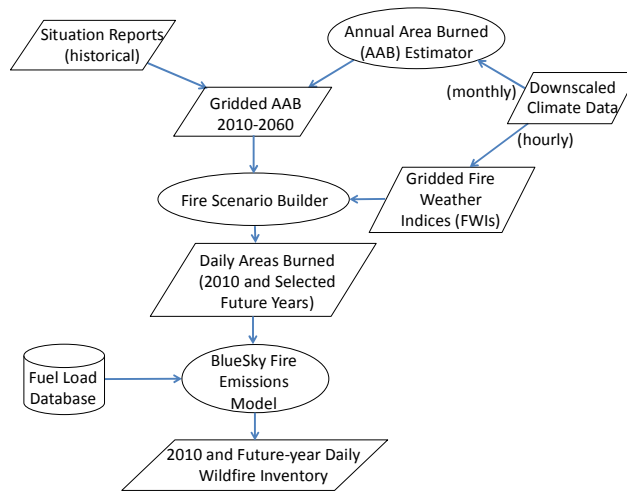 Situation Reports
(historical)
Annual Area Burned
(AAB) Estimator
Gridded AAB
2010-2060
(monthly)
Downscaled
Climate Data
(hourly)
Fire Scenario Builder
Gridded Fire
Weather
Indices (FWIs)
Daily Areas Burned
(2010 and Selected
Future Years)
Fuel Load
Database
BlueSky Fire
Emissions
Model
2010 and Future-year Daily
Wildfire Inventory